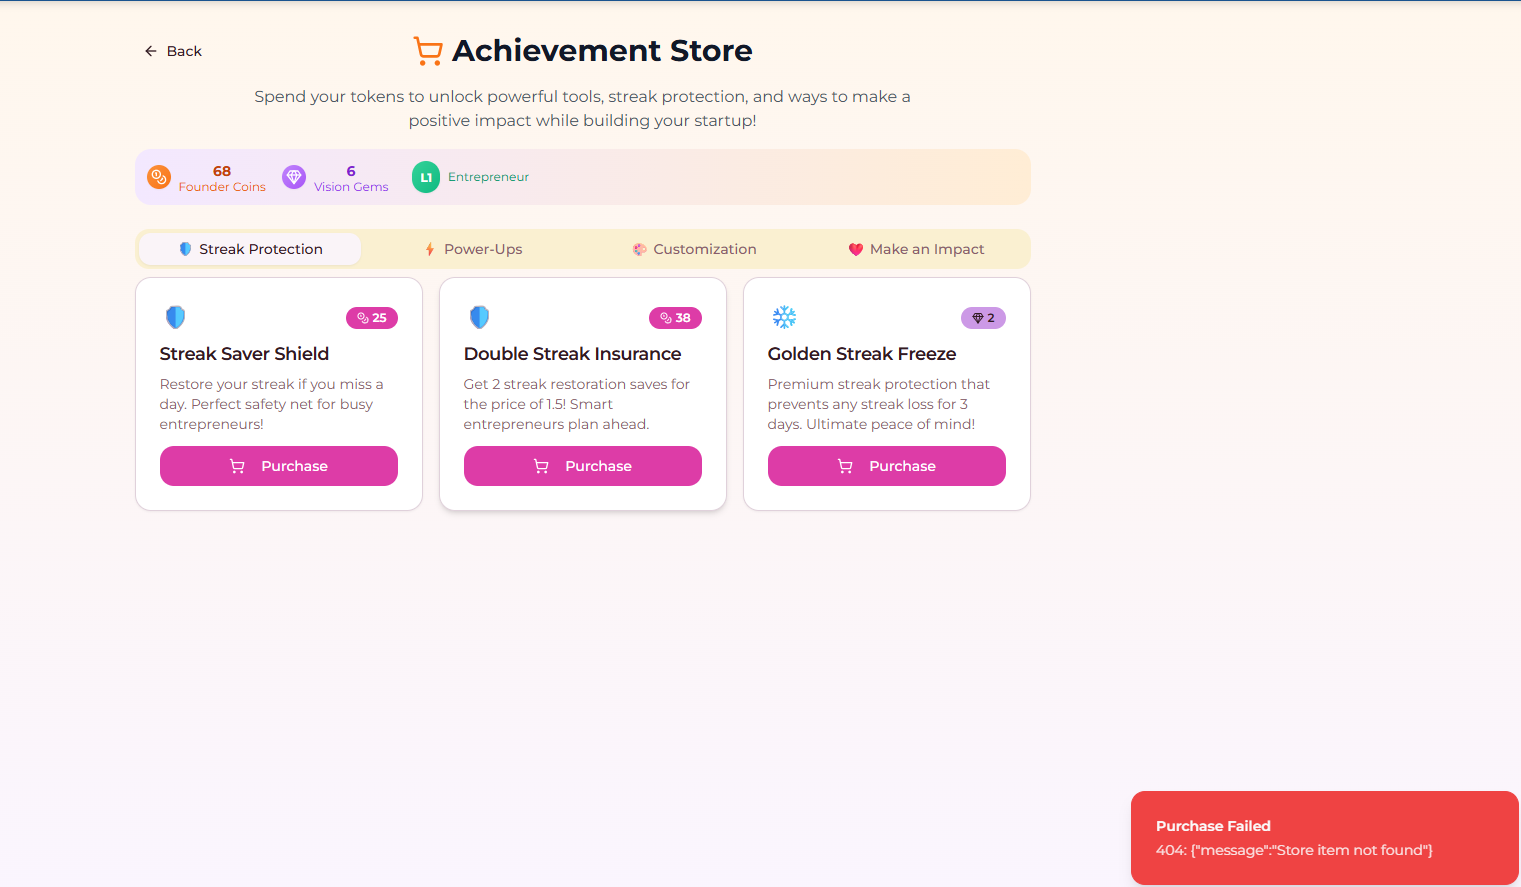 Back
Achievement Store
Spend your tokens to unlock powerful tools, streak protection, and ways to make a
positive impact while building your startup!
68
Founder Coins
6
Vision Gems
L1
Entrepreneur
Streak Protection
Power-Ups
Customization
Make an Impact
25
Streak Saver Shield
Restore your streak if you miss a
day. Perfect safety net for busy
entrepreneurs!
Purchase
38
Double Streak Insurance
Get 2 streak restoration saves for
the price of 1.5! Smart
entrepreneurs plan ahead.
Purchase
2
Golden Streak Freeze
Premium streak protection that
prevents any streak loss for 3
days. Ultimate peace of mind!
Purchase
Purchase Failed
404: {"message":"Store item not found"}